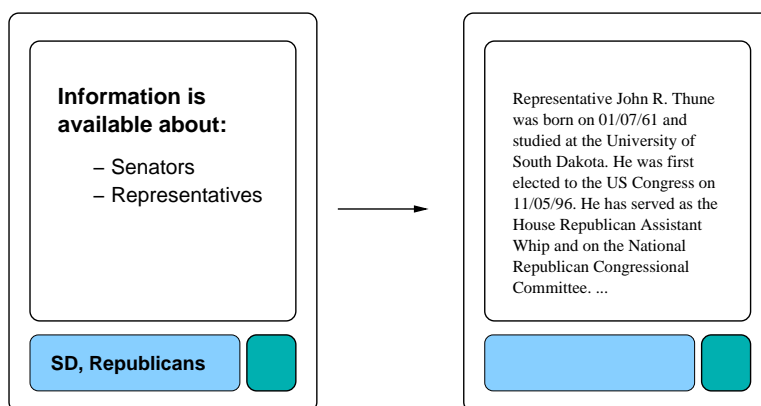 Information is
available about:
– Senators
– Representatives
SD, Republicans
Representative John R. Thune
was born on 01/07/61 and
studied at the University of
South Dakota. He was first
elected to the US Congress on
11/05/96. He has served as the
House Republican Assistant
Whip and on the National
Republican Congressional
Committee. ...